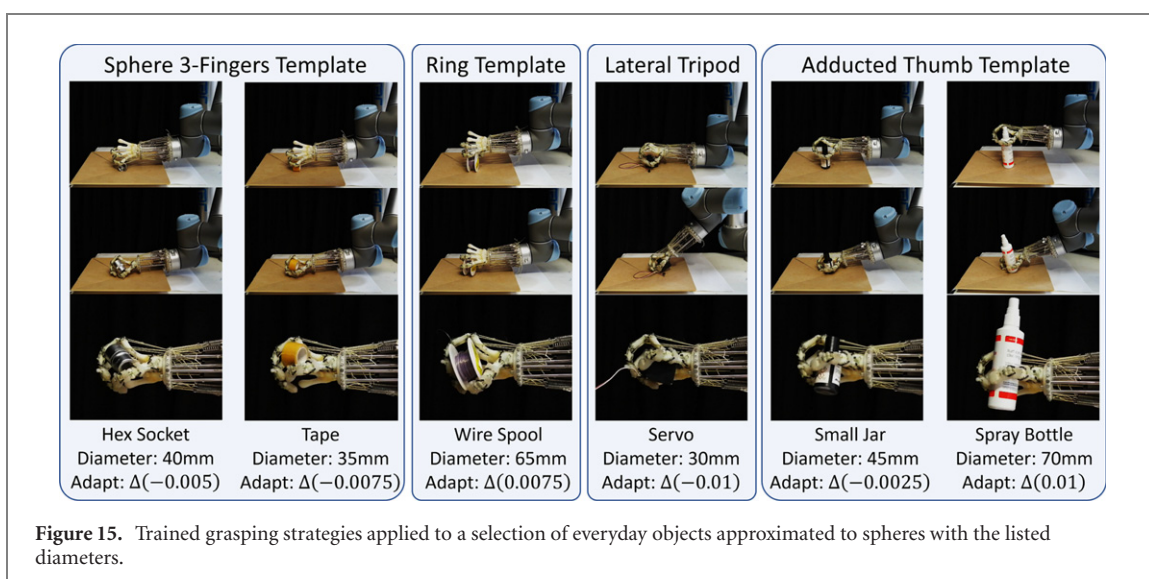 Sphere 3-Fingers Template
Ring Template
Lateral Tripod
Adducted Thumb Template
Hex Socket
Diameter: 40mm
Adapt: Δ(−0.005)
Tape
Diameter: 35mm
Adapt: Δ(−0.0075)
Wire Spool
Diameter: 65mm
Adapt: Δ(0.0075)
Servo
Diameter: 30mm
Adapt: Δ(−0.01)
Small Jar
Diameter: 45mm
Adapt: Δ(−0.0025)
Spray Bottle
Diameter: 70mm
Adapt: Δ(0.01)
Figure 15. Trained grasping strategies applied to a selection of everyday objects approximated to spheres with the listed
diameters.